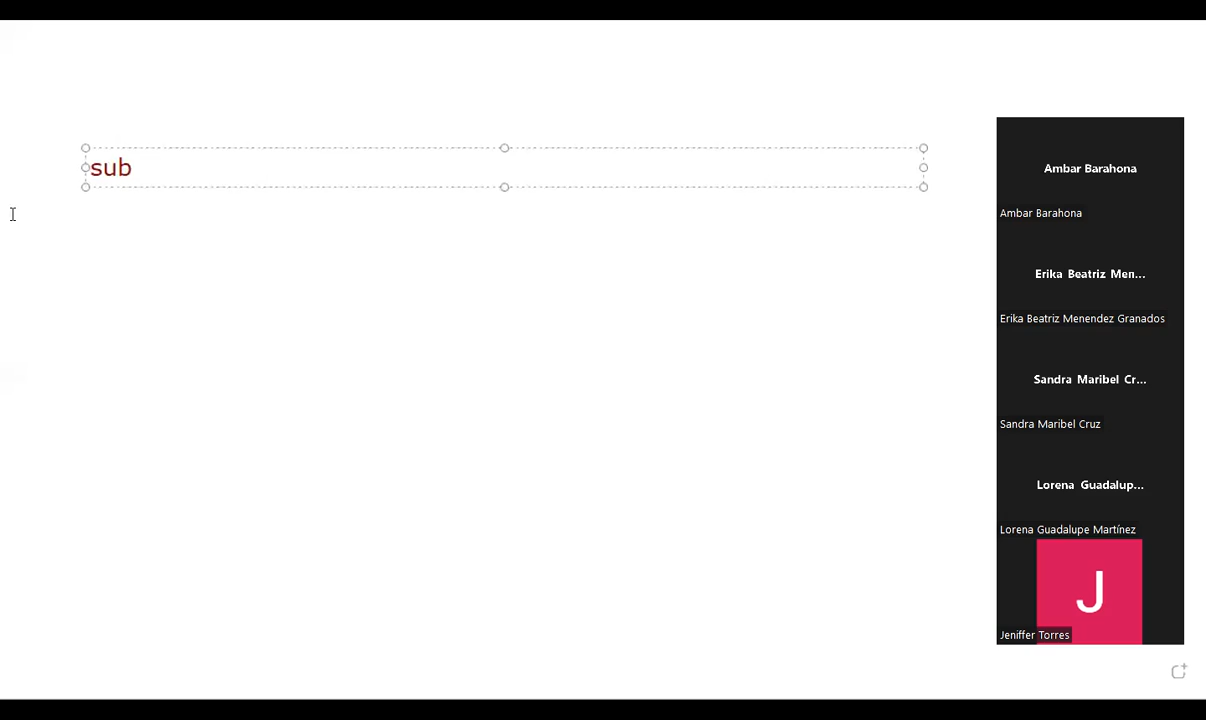 sub
Ambar Barahona
Ambar Barahona
Erika Beatriz Men...
Erika Beatriz Menendez Granados
Sandra Maribel Cr...
Sandra Maribel Cruz
Lorena Guadalup...
Lorena Guadalupe Martínez
J
Jeniffer Torres